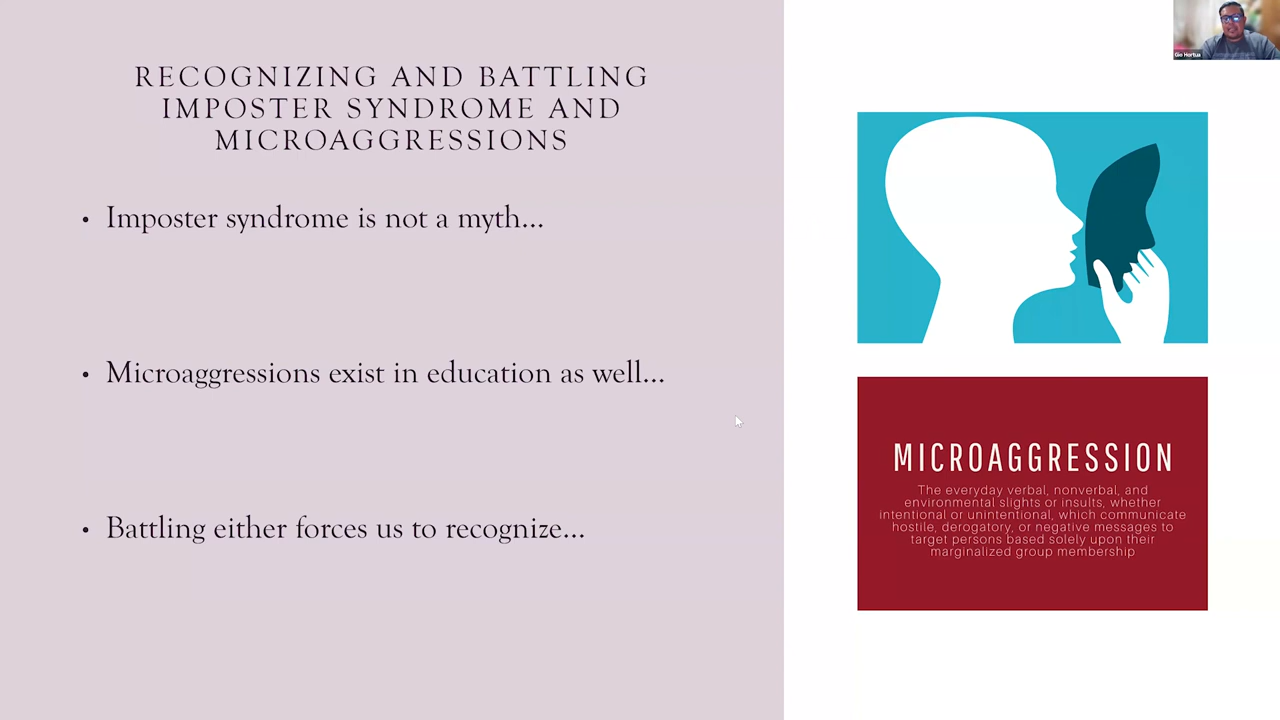 RECOGNIZING AND BATTLING
IMPOSTER SYNDROME AND
MICROAGGRESSIONS
• Imposter syndrome is not a myth...
• Microaggressions exist in education as well...
• Battling either forces us to recognize...
Gio Hortua
MICROAGGRESSION
The everyday verbal, nonverbal, and
environmental slights or insults, whether
intentional or unintentional, which communicate
hostile, derogatory, or negative messages to
target persons based solely upon their
marginalized group membership